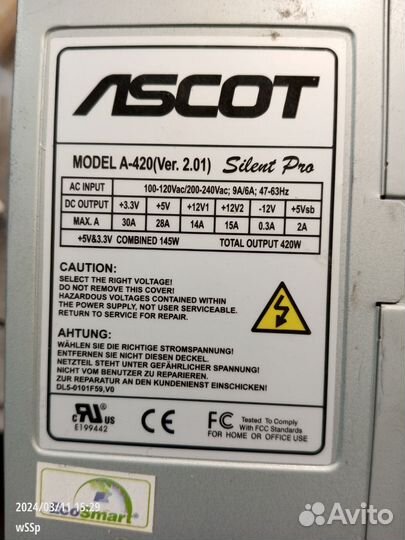 ASCOT
MODEL A-420(Ver. 2.01) Silent Pro
AC INPUT 100-120Vac/200-240Vac; 9A/6A; 47-63Hz
DC OUTPUT +3.3V +5V +12V1 +12V2 -12V +5Vsb
MAX. A 30A 28A 14A 15A 0.3A 2A
+5V&3.3V COMBINED 145W TOTAL OUTPUT 420W
CAUTION:
SELECT THE RIGHT VOLTAGE!
DO NOT REMOVE THIS COVER!
HAZARDOUS VOLTAGES CONTAINED WITHIN
THE POWER SUPPLY, NOT USER SERVICEABLE.
RETURN TO SERVICE FOR REPAIR.
AHTUNG:
WÄHLEN SIE DIE RICHTIGE STROMSPANNUNG!
ENTFERNEN SIE NICHT DIESEN DECKEL.
NETZTEIL STEHT UNTER GEFÄHRLICHER SPANNUNG!
NICHT VOM BENUTZER ZU REPARIEREN.
ZUR REPARATUR AN DEN KUNDENDIENST EINSCHICKEN!
DL5-0101F59,V0
c RU US
E199442
CE
FC Tested To Comply
With FCC Standards
FOR HOME OR OFFICE USE
EcoSmart
2024/03/11 15:29
wSSp
Avito